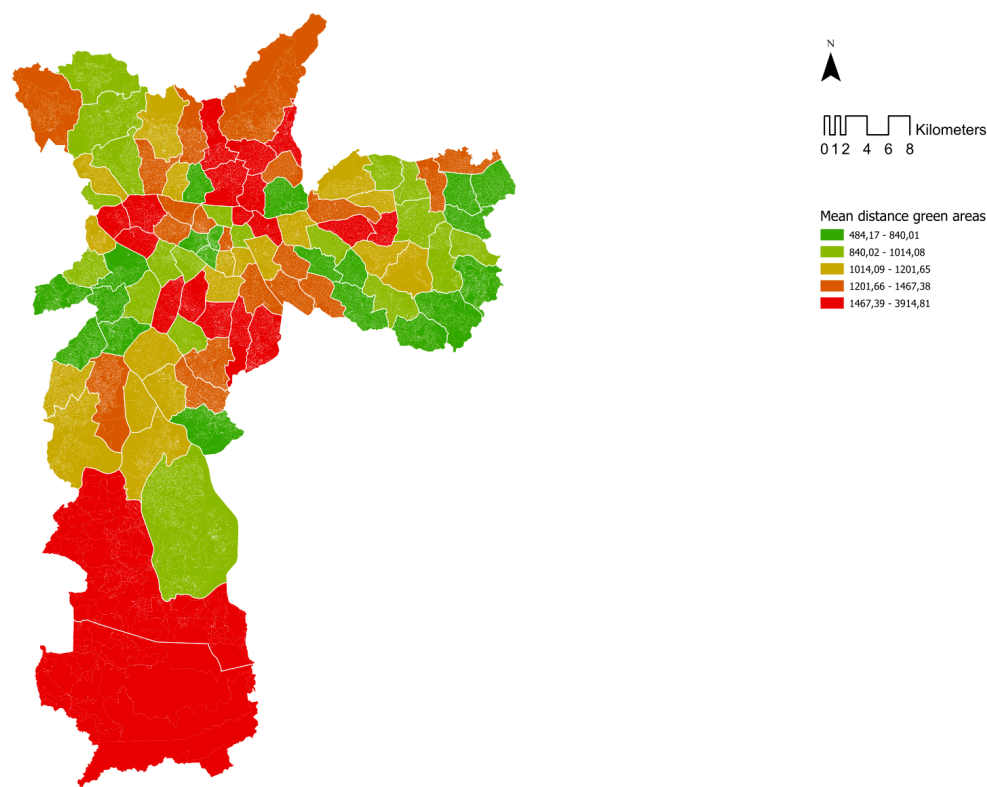 N
Kilometers
0 1 2 4 6 8
Mean distance green areas
484,17 - 840,01
840,02 - 1014,08
1014,09 - 1201,65
1201,66 - 1467,38
1467,39 - 3914,81